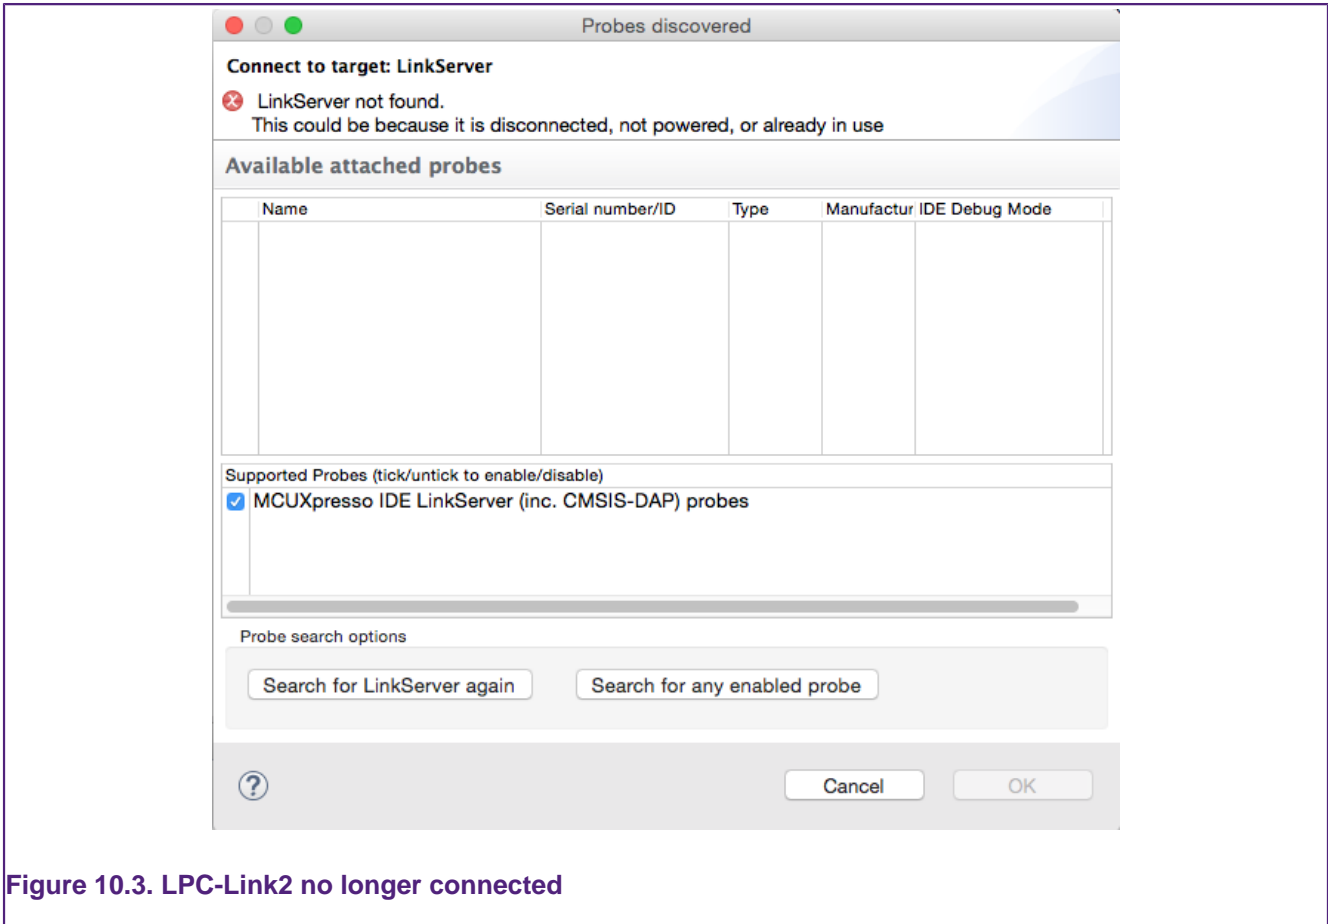 Probes discovered
Connect to target: LinkServer
LinkServer not found.
This could be because it is disconnected, not powered, or already in use
Available attached probes
Name Serial number/ID Type Manufactur IDE Debug Mode
Supported Probes (tick/untick to enable/disable)
MCUXpresso IDE LinkServer (inc. CMSIS-DAP) probes
Probe search options
Search for LinkServer again Search for any enabled probe
? Cancel OK
Figure 10.3. LPC-Link2 no longer connected